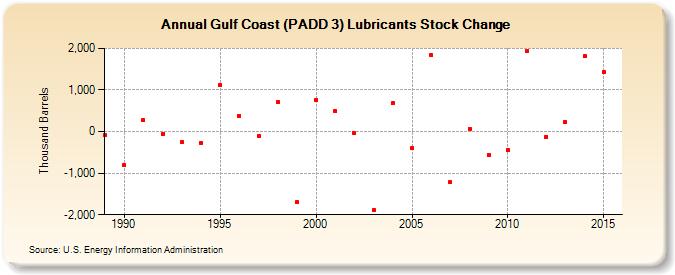 Annual Gulf Coast (PADD 3) Lubricants Stock Change
Thousand Barrels
2,000
1,000
0
-1,000
-2,000
1990 1995 2000 2005 2010 2015
Source: U.S. Energy Information Administration